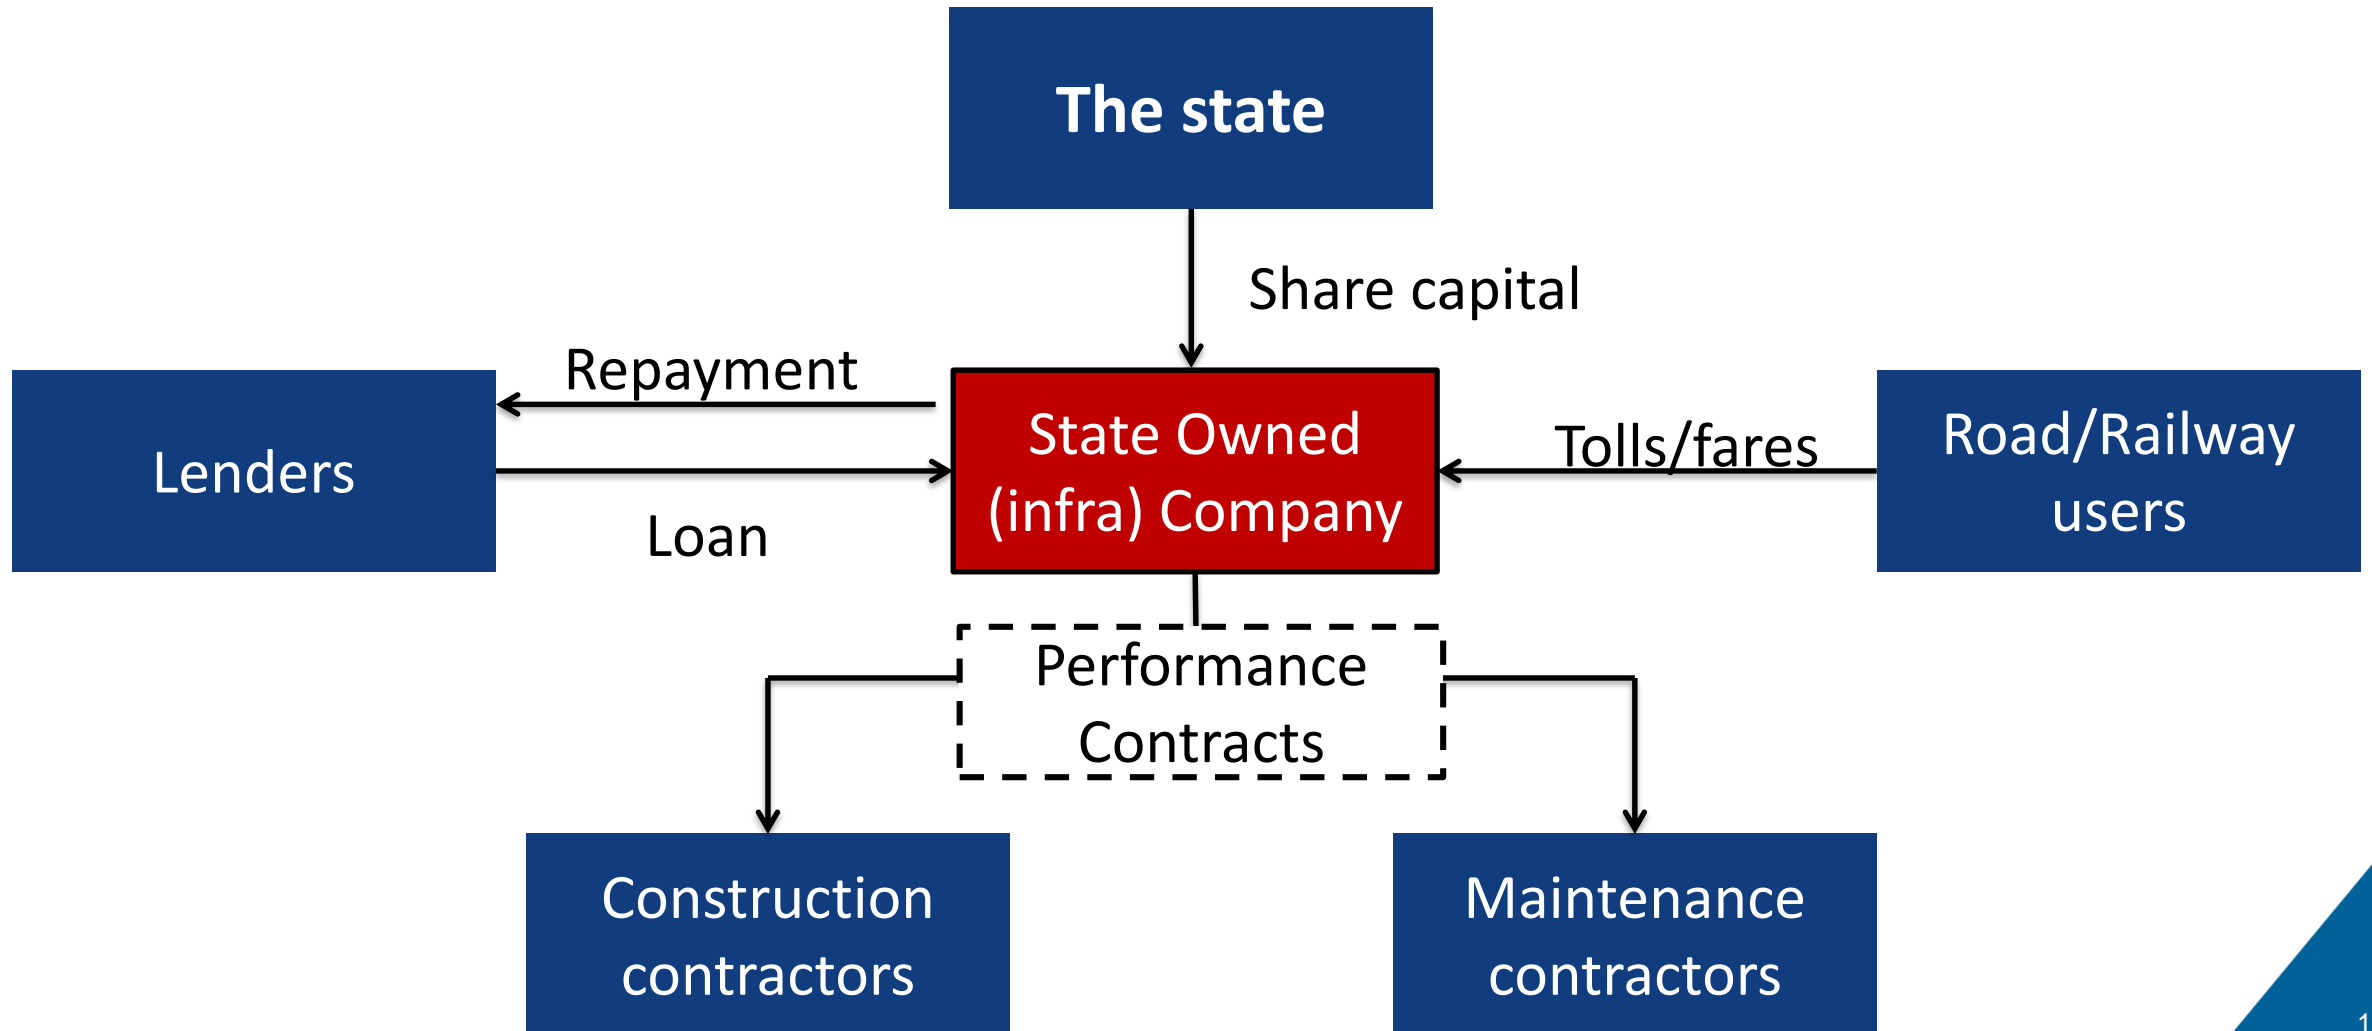 The state
Share capital
Repayment
Lenders
Loan
State Owned
(infra) Company
Tolls/fares
Road/Railway
users
Performance
Contracts
Construction
contractors
Maintenance
contractors
1